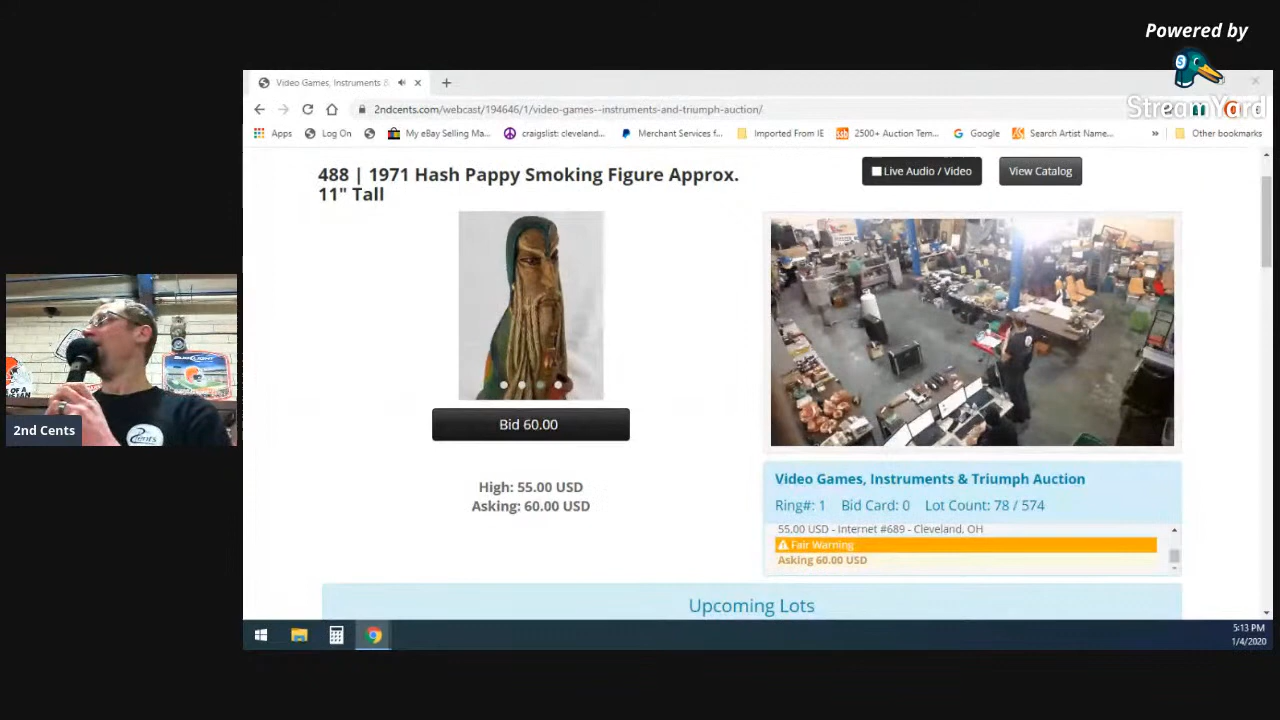 Powered by
S
StreamYard
Video Games, Instruments &
2ndcents.com/webcast/194646/1/video-games--instruments-and-triumph-auction/
Apps
Log On
My eBay Selling Ma...
craigslist: cleveland...
Merchant Services f...
Imported From IE
2500+ Auction Tem...
Google
Search Artist Name...
»
Other bookmarks
488 | 1971 Hash Pappy Smoking Figure Approx.
11" Tall
Live Audio / Video
View Catalog
Bid 60.00
High: 55.00 USD
Asking: 60.00 USD
Video Games, Instruments & Triumph Auction
Ring#: 1 Bid Card: 0 Lot Count: 78 / 574
55.00 USD - Internet #689 - Cleveland, OH
Fair Warning
Asking 60.00 USD
Upcoming Lots
BUD LIGHT
2nd Cents
5:13 PM
1/4/2020